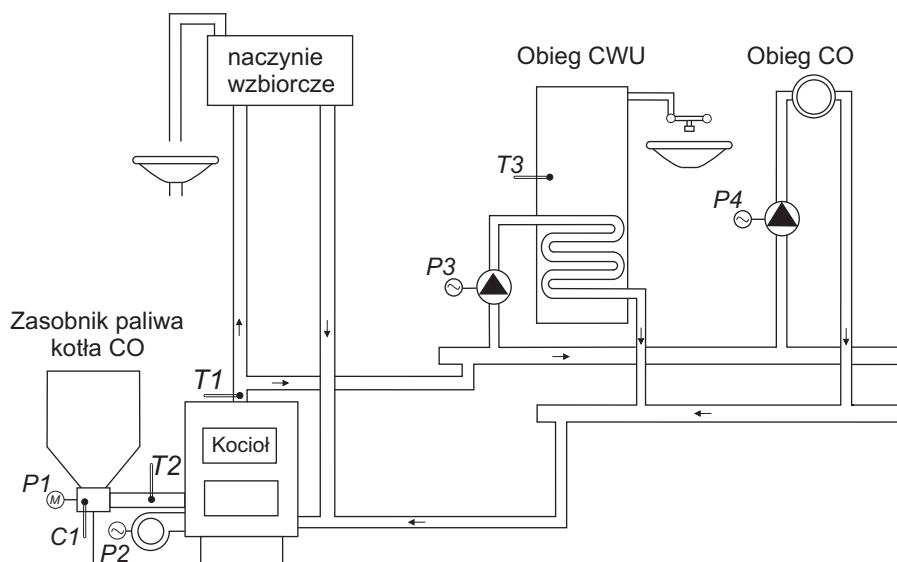 naczynie
wzbiorcze
Obieg CWU
Obieg CO
T3
P4
P3
Zasobnik paliwa
kotła CO
T1
Kocioł
T2
P1
M
C1
P2